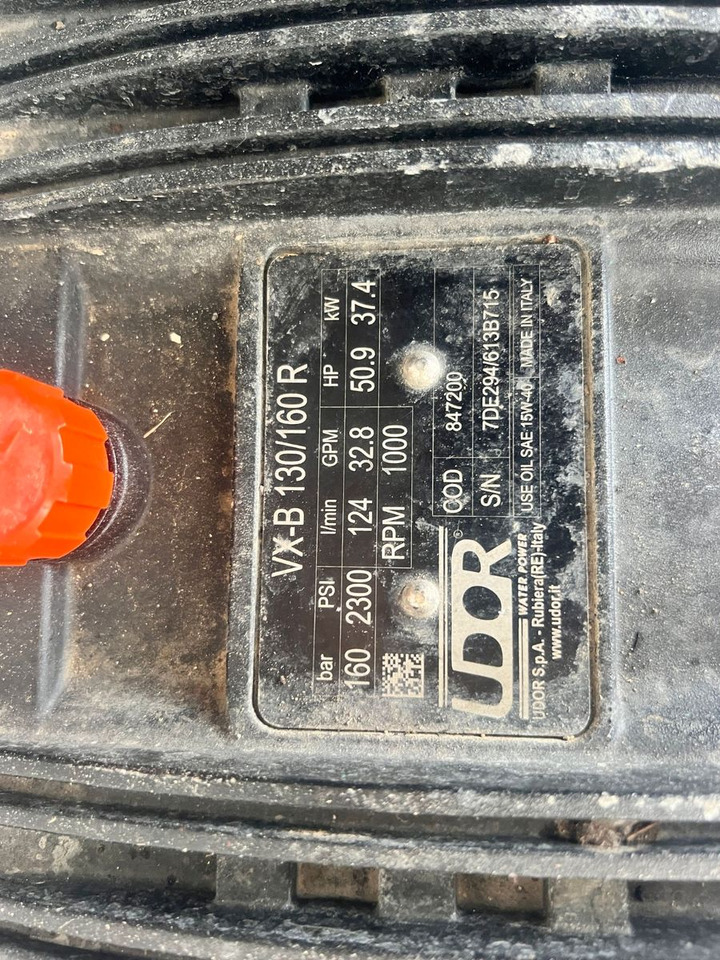 VX-B 130/160 R
bar PSI l/min GPM HP kW
160 2300 124 32.8 50.9 37.4
RPM 1000
UDOR®
WATER POWER
UDOR S.p.A. - Rubiera(RE)-Italy
www.udor.it
COD 847200
S/N 7DE294/613B715
USE OIL SAE 15W-40 MADE IN ITALY